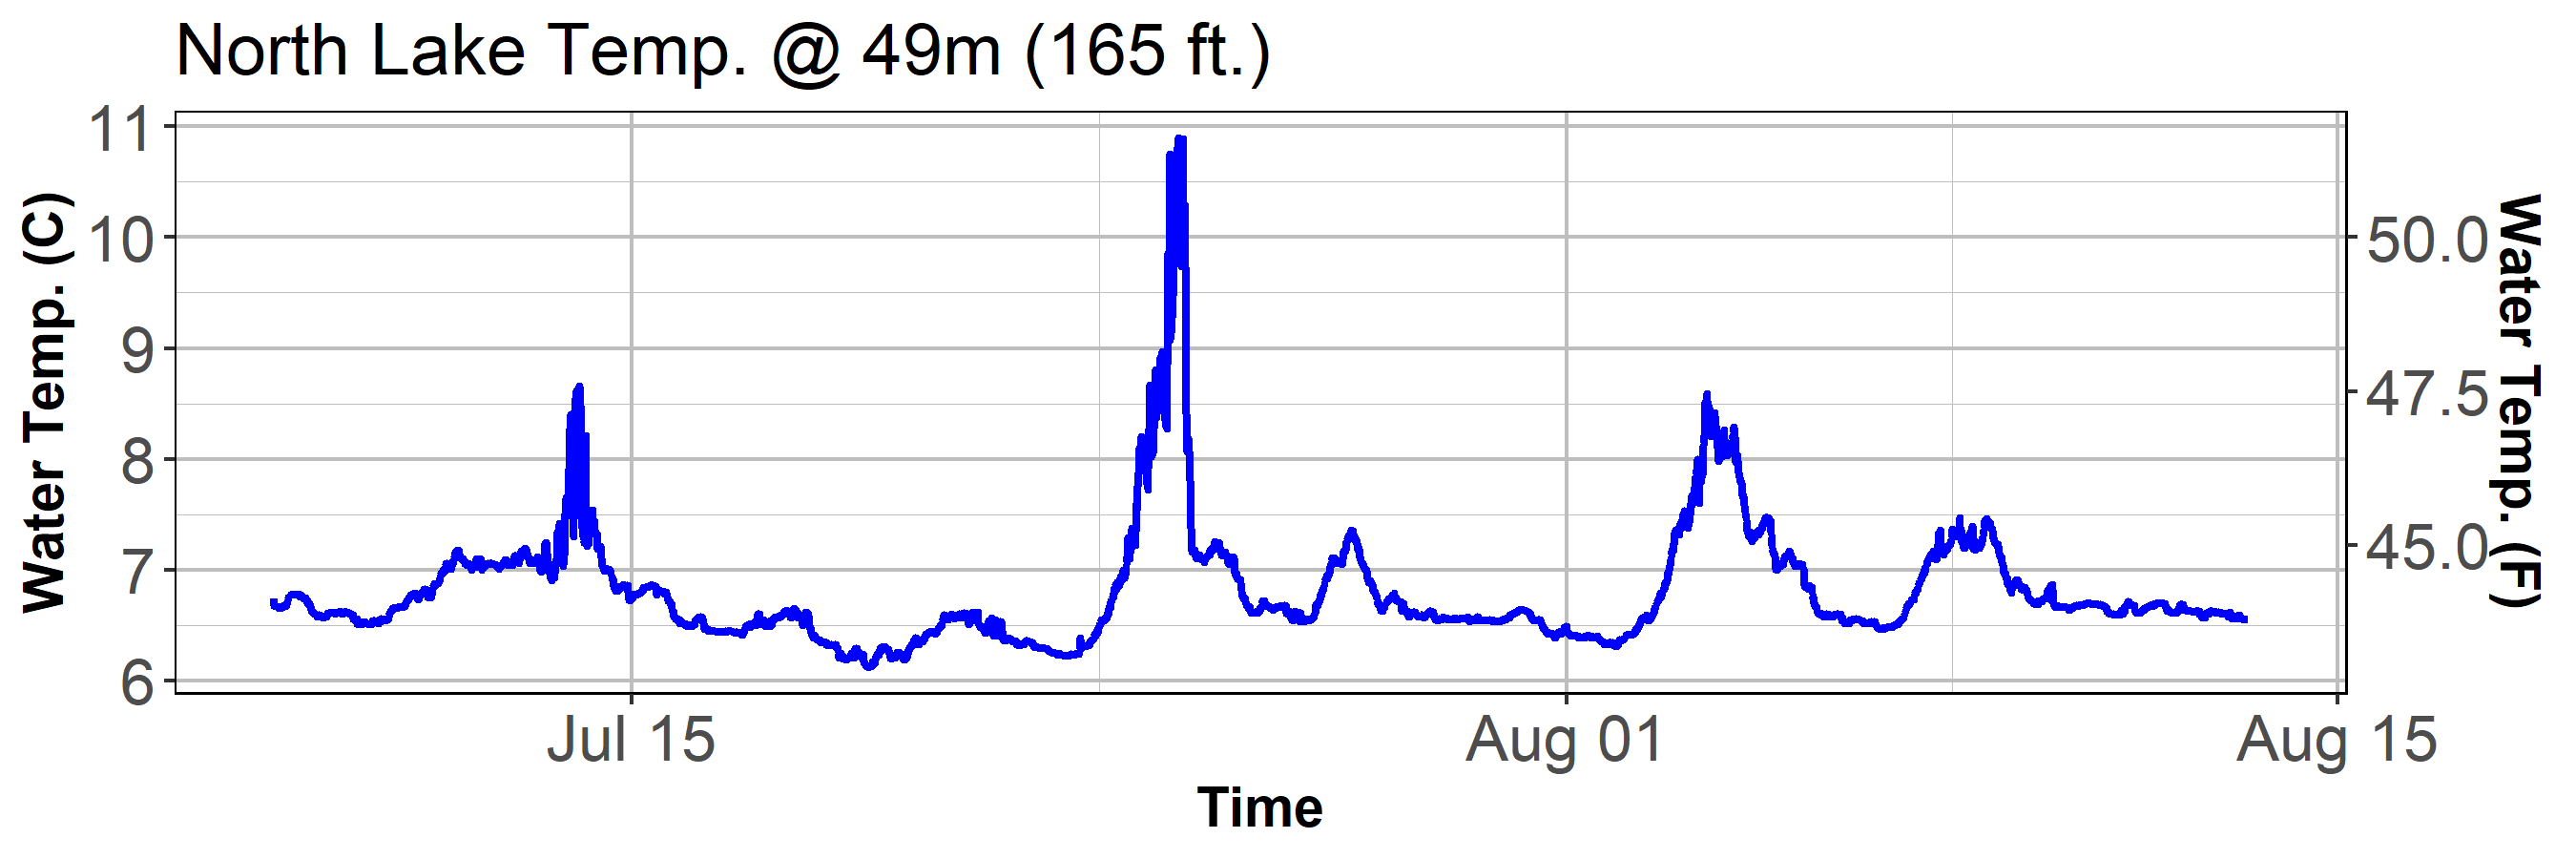 North Lake Temp. @ 49m (165 ft.)
Water Temp. (C)
11
10
9
8
7
6
50.0
47.5
45.0
Water Temp. (F)
Jul 15
Aug 01
Aug 15
Time